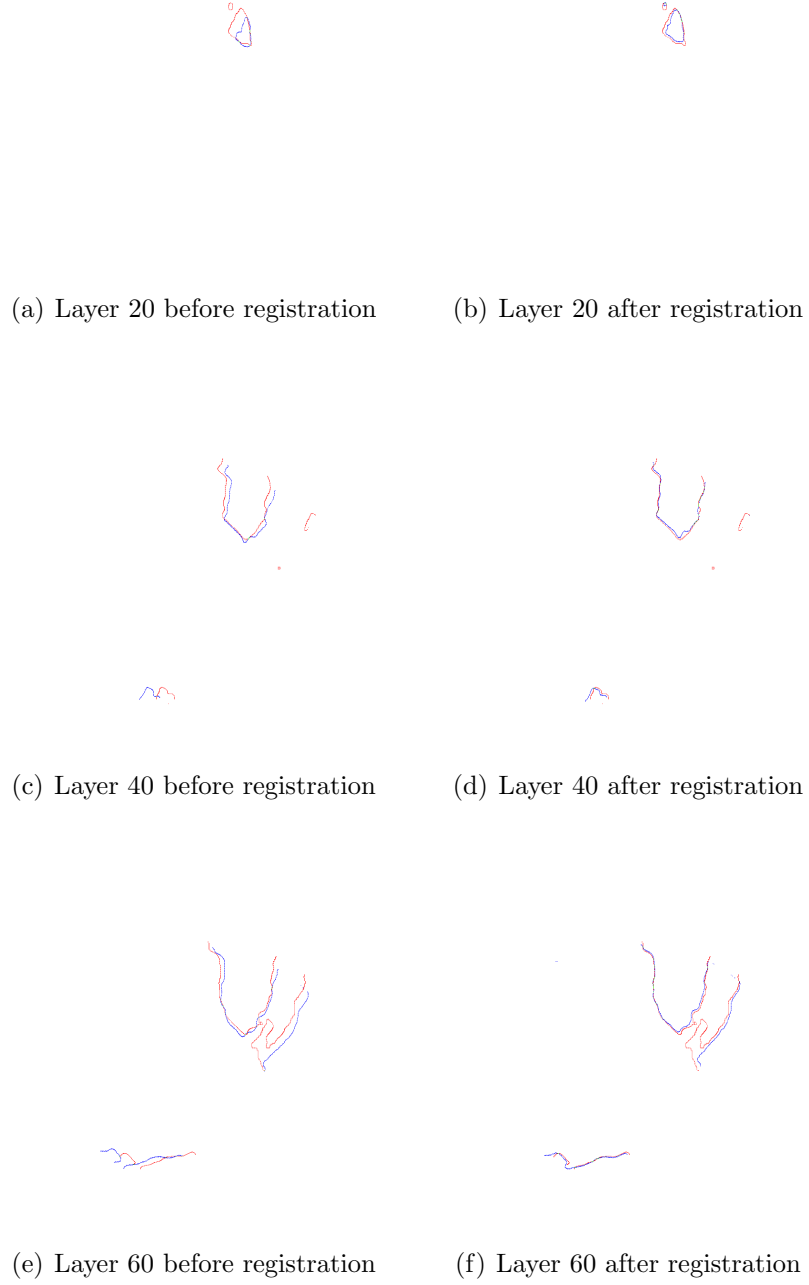 (a) Layer 20 before registration
(b) Layer 20 after registration
(c) Layer 40 before registration
(d) Layer 40 after registration
(e) Layer 60 before registration
(f) Layer 60 after registration